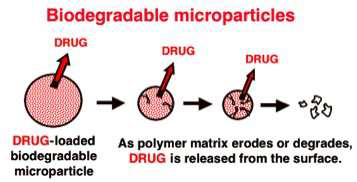 Biodegradable microparticles
DRUG
DRUG
DRUG
DRUG-loaded
biodegradable
microparticle
As polymer matrix erodes or degrades,
DRUG is released from the surface.